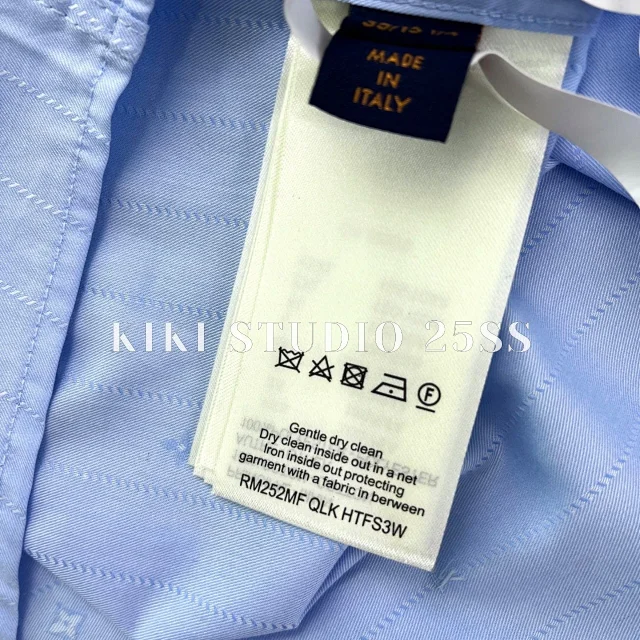 MADE
IN
ITALY
KIKI STUDIO 25SS
Gentle dry clean
Dry clean inside out in a net
Iron inside out protecting
garment with a fabric in berween
RM252MF QLK HTFS3W